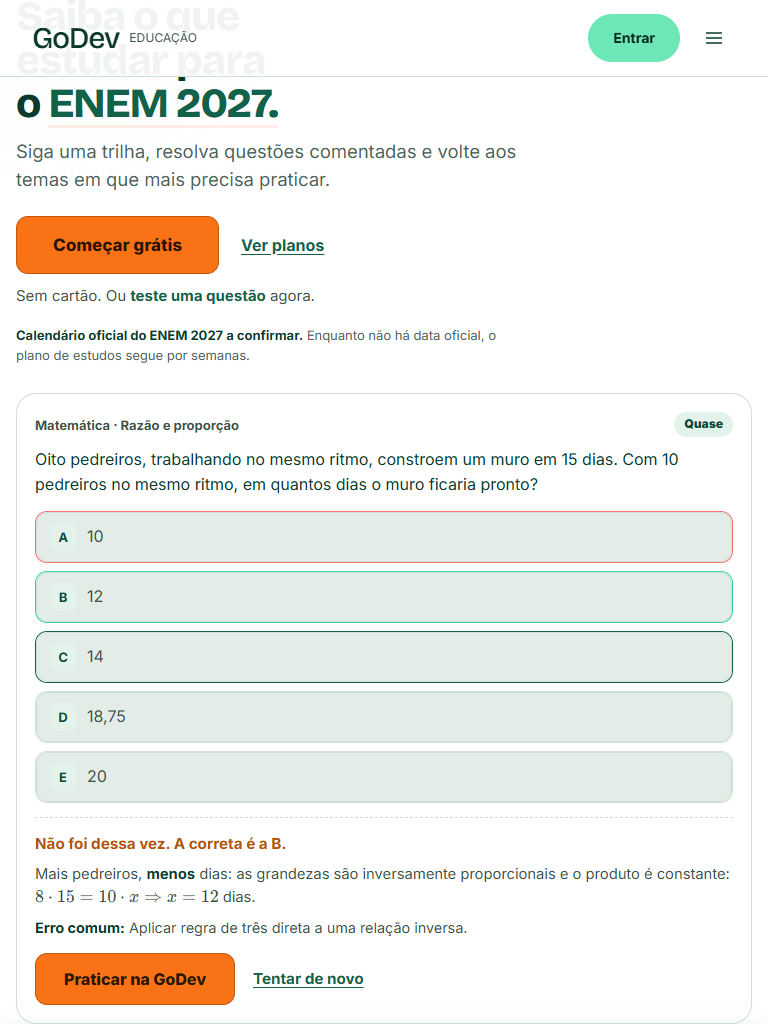 Saiba o que
GoDev EDUCAÇÃO
Entrar
estudar para
o ENEM 2027.
Siga uma trilha, resolva questões comentadas e volte aos
temas em que mais precisa praticar.
Começar grátis
Ver planos
Sem cartão. Ou teste uma questão agora.
Calendário oficial do ENEM 2027 a confirmar. Enquanto não há data oficial, o
plano de estudos segue por semanas.
Matemática · Razão e proporção
Quase
Oito pedreiros, trabalhando no mesmo ritmo, constroem um muro em 15 dias. Com 10
pedreiros no mesmo ritmo, em quantos dias o muro ficaria pronto?
A 10
B 12
C 14
D 18,75
E 20
Não foi dessa vez. A correta é a B.
Mais pedreiros, menos dias: as grandezas são inversamente proporcionais e o produto é constante:
8 · 15 = 10 · x ⇒ x = 12 dias.
Erro comum: Aplicar regra de três direta a uma relação inversa.
Praticar na GoDev
Tentar de novo